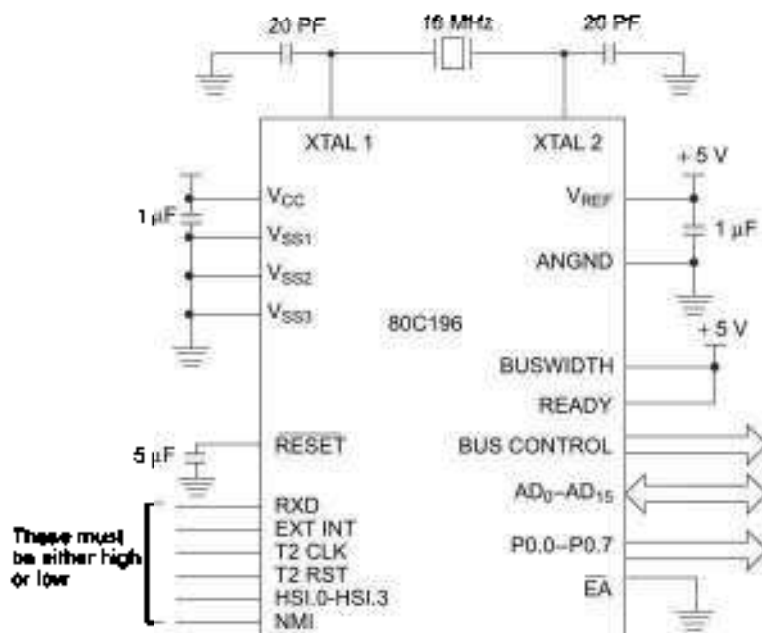 20 PF
16 MHz
20 PF
XTAL 1
XTAL 2
+ 5 V
VCC
VREF
1 µF
1 µF
VSS1
ANGND
VSS2
VSS3
80C196
+ 5 V
BUSWIDTH
READY
5 µF
RESET
BUS CONTROL
RXD
AD0–AD15
EXT INT
These must
be either high
or low
T2 CLK
P0.0–P0.7
T2 RST
EA
HSI.0-HSI.3
NMI